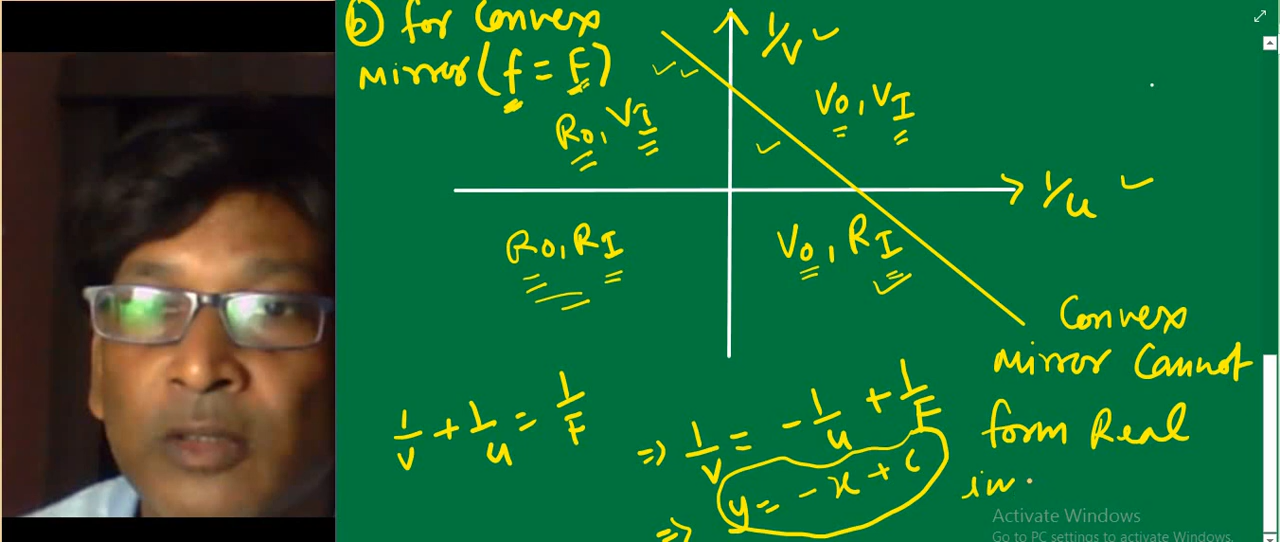 b) for Convex
Mirror (f = F)
1/v
Ro, VI
Vo, VI
1/u
Ro, RI
Vo, RI
Convex
Mirror Cannot
form Real
1/v + 1/u = 1/F
=> 1/v = -1/u + 1/F
=> y = -x + c
Activate Windows
Go to PC settings to activate Windows.